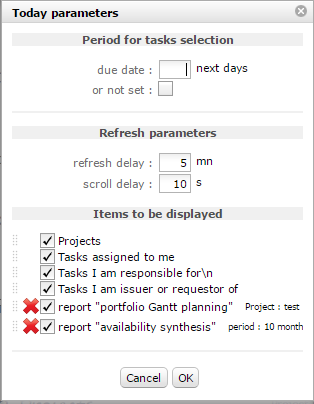 Today parameters
Period for tasks selection
due date : next days
or not set :
Refresh parameters
refresh delay : 5 mn
scroll delay : 10 s
Items to be displayed
Projects
Tasks assigned to me
Tasks I am responsible for\n
Tasks I am issuer or requestor of
report "portfolio Gantt planning" Project : test
report "availability synthesis" period : 10 month
Cancel OK